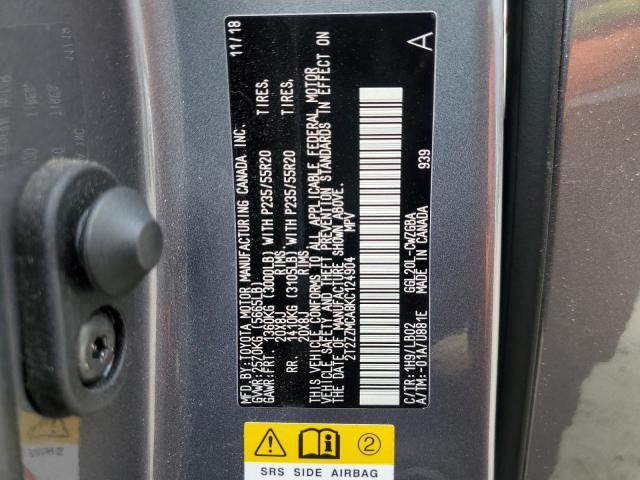 MFD. BY: TOYOTA MOTOR MANUFACTURING CANADA INC. 11/18
GVWR: 2570KG (5665LB)
GAWR: FRT. 1360KG (3000LB) WITH P235/55R20 TIRES,
20X8J RIMS
RR. 1410KG (3105LB) WITH P235/55R20 TIRES,
20X8J RIMS
THIS VEHICLE CONFORMS TO ALL APPLICABLE FEDERAL MOTOR
VEHICLE SAFETY AND THEFT PREVENTION STANDARDS IN EFFECT ON
THE DATE OF MANUFACTURE SHOWN ABOVE.
2T2ZZMCA0KC124904 MPV
A
C/TR: 1H9/LB02 GGL20L-CWZGBA
A/TM: -01A/U881E MADE IN CANADA 939
2
SRS SIDE AIRBAG